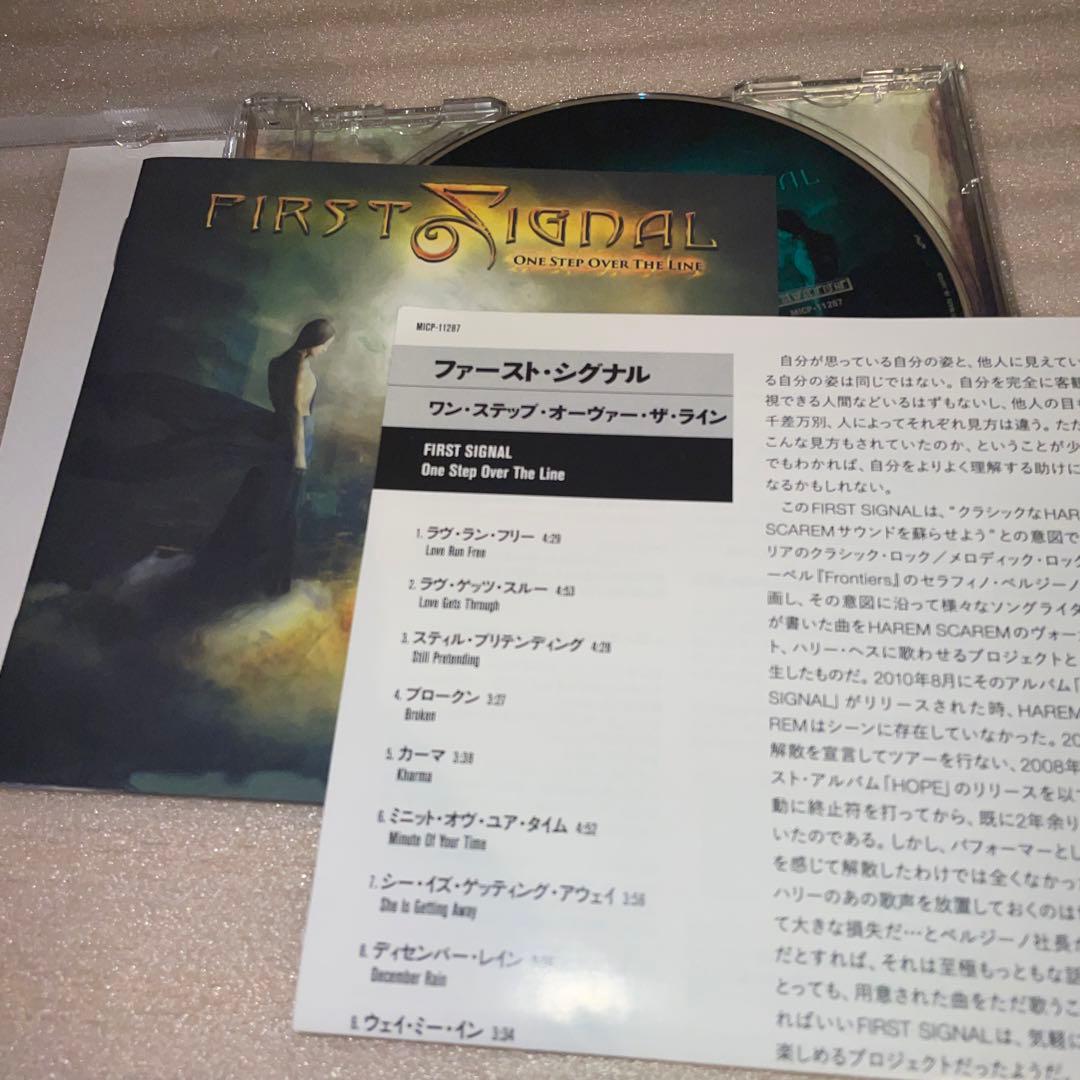 FIRST SIGNAL
ONE STEP OVER THE LINE
MICP-11287
MICP-11287
ファースト・シグナル
ワン・ステップ・オーヴァー・ザ・ライン
FIRST SIGNAL
One Step Over The Line
1. ラヴ・ラン・フリー 4:29
Love Run Free
2. ラヴ・ゲッツ・スルー 4:53
Love Gets Through
3. スティル・プリテンディング 4:28
Still Pretending
4. ブロークン 3:27
Broken
5. カーマ 3:38
Kharma
6. ミニット・オヴ・ユア・タイム 4:52
Minute Of Your Time
7. シー・イズ・ゲッティング・アウェイ 3:56
She Is Getting Away
8. ディセンバー・レイン
December Rain
9. ウェイ・ミー・イン 3:34
自分が思っている自分の姿と、他人に見えてい
る自分の姿は同じではない。自分を完全に客観
視できる人間などいるはずもないし、他人の目も
千差万別、人によってそれぞれ見方は違う。ただ
こんな見方もされていたのか、ということが少
でもわかれば、自分をよりよく理解する助けに
なるかもしれない。
このFIRST SIGNALは、“クラシックなHAR
SCAREMサウンドを蘇らせよう”との意図で
リアのクラシック・ロック／メロディック・ロック
ーベル『Frontiers』のセラフィノ・ペルジーノ
画し、その意図に沿って様々なソングライタ
が書いた曲をHAREM SCAREMのヴォー
ト、ハリー・ヘスに歌わせるプロジェクトと
生したものだ。2010年8月にそのアルバム「
SIGNAL」がリリースされた時、HAREM
REMはシーンに存在していなかった。20
解散を宣言してツアーを行ない、2008年
スト・アルバム「HOPE」のリリースを以て
動に終止符を打ってから、既に2年余り
いたのである。しかし、パフォーマーとし
を感じて解散したわけでは全くなかっ
ハリーのあの歌声を放置しておくのは
て大きな損失だ…とペルジーノ社長が
だとすれば、それは至極もっともな話
とっても、用意された曲をただ歌うこ
ればいいFIRST SIGNALは、気軽に
楽しめるプロジェクトだったようだ。